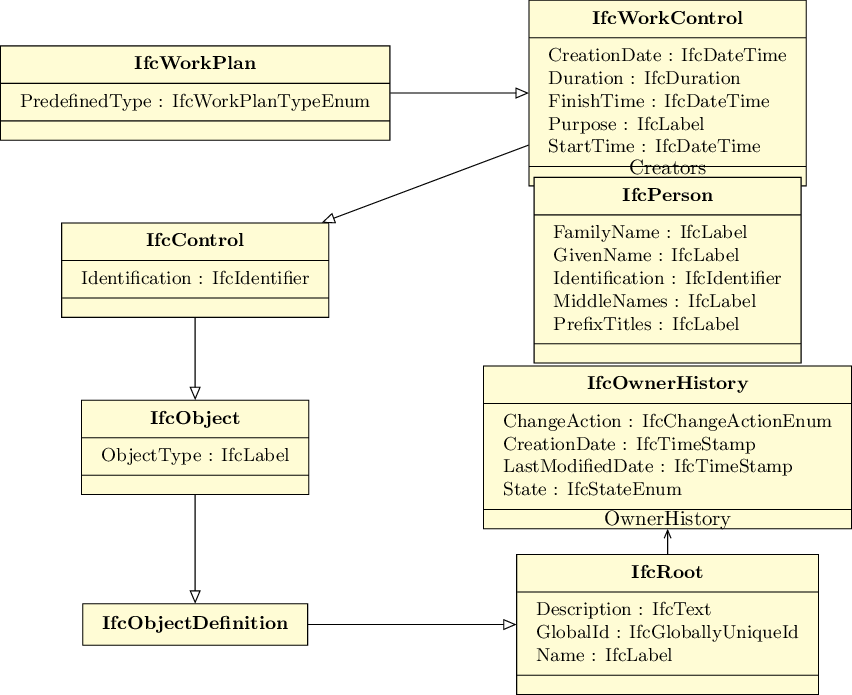 IfcWorkPlan
PredefinedType : IfcWorkPlanTypeEnum
IfcWorkControl
CreationDate : IfcDateTime
Duration : IfcDuration
FinishTime : IfcDateTime
Purpose : IfcLabel
StartTime : IfcDateTime
Creators
IfcPerson
FamilyName : IfcLabel
GivenName : IfcLabel
Identification : IfcIdentifier
MiddleNames : IfcLabel
PrefixTitles : IfcLabel
IfcControl
Identification : IfcIdentifier
IfcObject
ObjectType : IfcLabel
IfcOwnerHistory
ChangeAction : IfcChangeActionEnum
CreationDate : IfcTimeStamp
LastModifiedDate : IfcTimeStamp
State : IfcStateEnum
OwnerHistory
IfcObjectDefinition
IfcRoot
Description : IfcText
GlobalId : IfcGloballyUniqueId
Name : IfcLabel